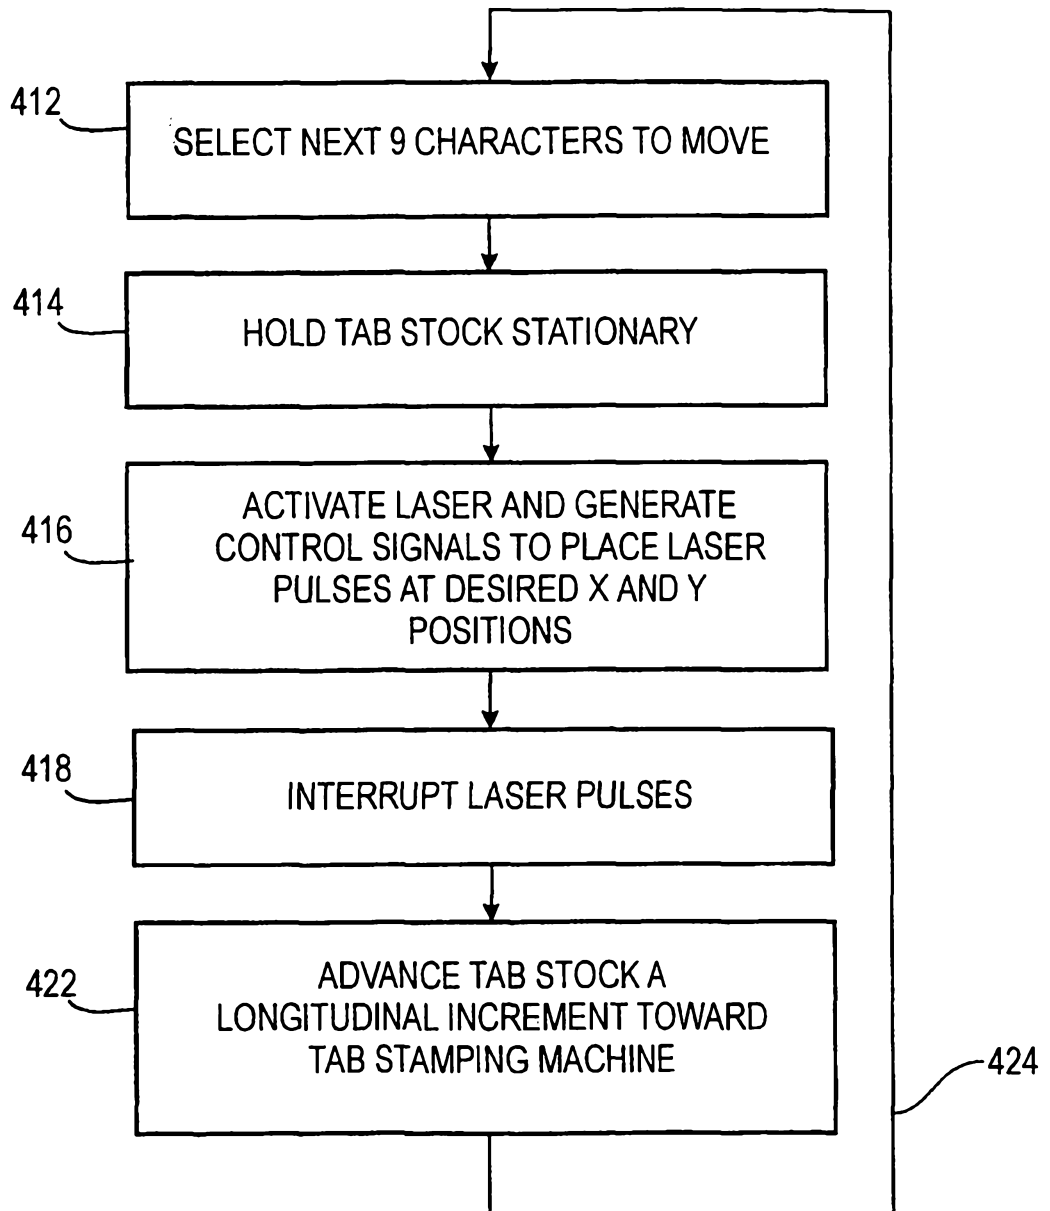 412
SELECT NEXT 9 CHARACTERS TO MOVE
414
HOLD TAB STOCK STATIONARY
416
ACTIVATE LASER AND GENERATE
CONTROL SIGNALS TO PLACE LASER
PULSES AT DESIRED X AND Y
POSITIONS
418
INTERRUPT LASER PULSES
422
ADVANCE TAB STOCK A
LONGITUDINAL INCREMENT TOWARD
TAB STAMPING MACHINE
424